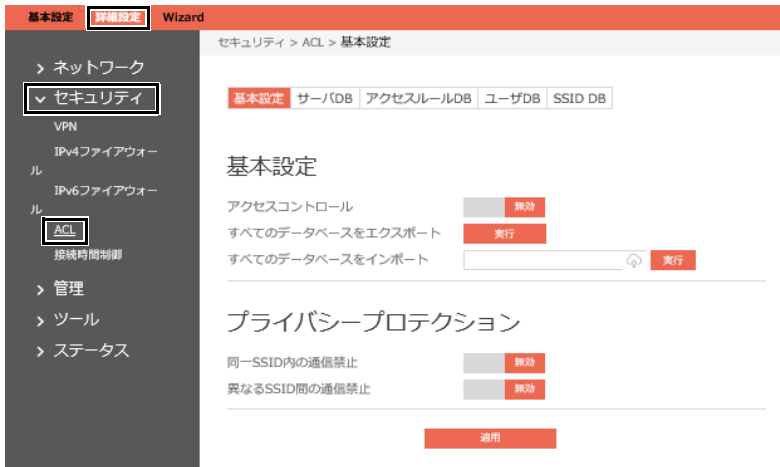 基本設定 詳細設定 Wizard
セキュリティ > ACL > 基本設定
ネットワーク
セキュリティ
VPN
IPv4ファイアウォー
ル
IPv6ファイアウォー
ル
ACL
接続時間制御
管理
ツール
ステータス
基本設定 サーバDB アクセスルールDB ユーザDB SSID DB
基本設定
アクセスコントロール 無効
すべてのデータベースをエクスポート 実行
すべてのデータベースをインポート 実行
プライバシープロテクション
同一SSID内の通信禁止 無効
異なるSSID間の通信禁止 無効
適用